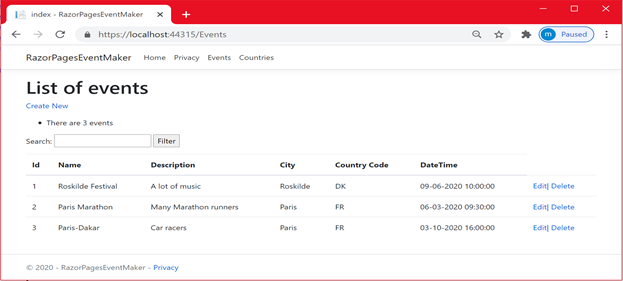 index - RazorPagesEventMaker
https://localhost:44315/Events
m Paused
RazorPagesEventMaker Home Privacy Events Countries
List of events
Create New
There are 3 events
Search: Filter
Id Name Description City Country Code DateTime
1 Roskilde Festival A lot of music Roskilde DK 09-06-2020 10:00:00 Edit| Delete
2 Paris Marathon Many Marathon runners Paris FR 06-03-2020 09:30:00 Edit| Delete
3 Paris-Dakar Car racers Paris FR 03-10-2020 16:00:00 Edit| Delete
© 2020 - RazorPagesEventMaker - Privacy